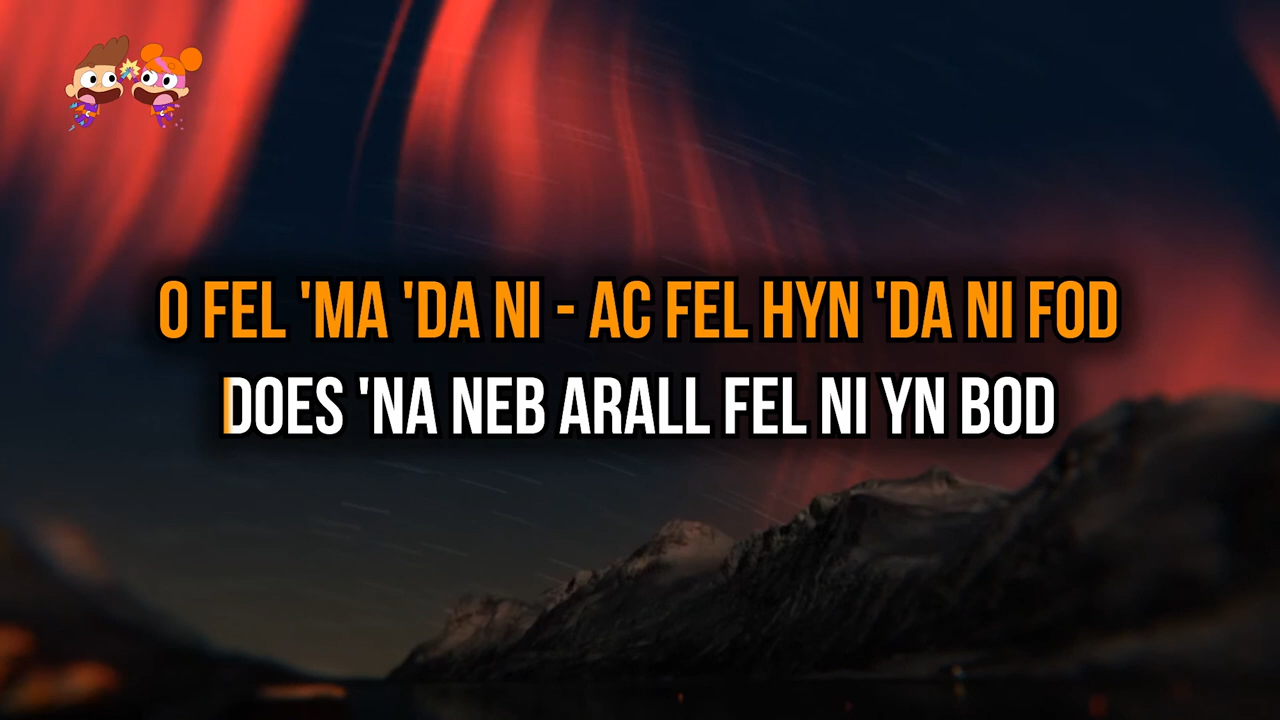 O FEL 'MA 'DA NI - AC FEL HYN 'DA NI FOD
DOES 'NA NEB ARALL FEL NI YN BOD